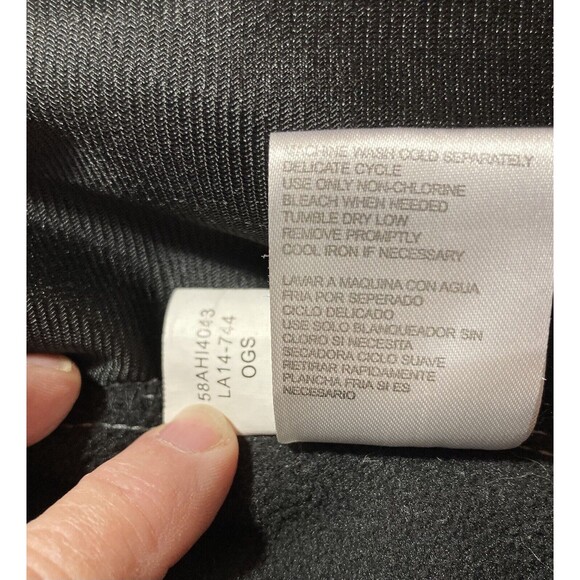 MACHINE WASH COLD SEPARATELY
DELICATE CYCLE
USE ONLY NON-CHLORINE
BLEACH WHEN NEEDED
TUMBLE DRY LOW
REMOVE PROMPTLY
COOL IRON IF NECESSARY
LAVAR A MAQUINA CON AGUA
FRIA POR SEPERADO
CICLO DELICADO
USE SOLO BLANQUEADOR SIN
CLORO SI NECESITA
SECADORA CICLO SUAVE
RETIRAR RAPIDAMENTE
PLANCHA FRIA SI ES
NECESARIO
58AHI4043
LA14-744
OGS